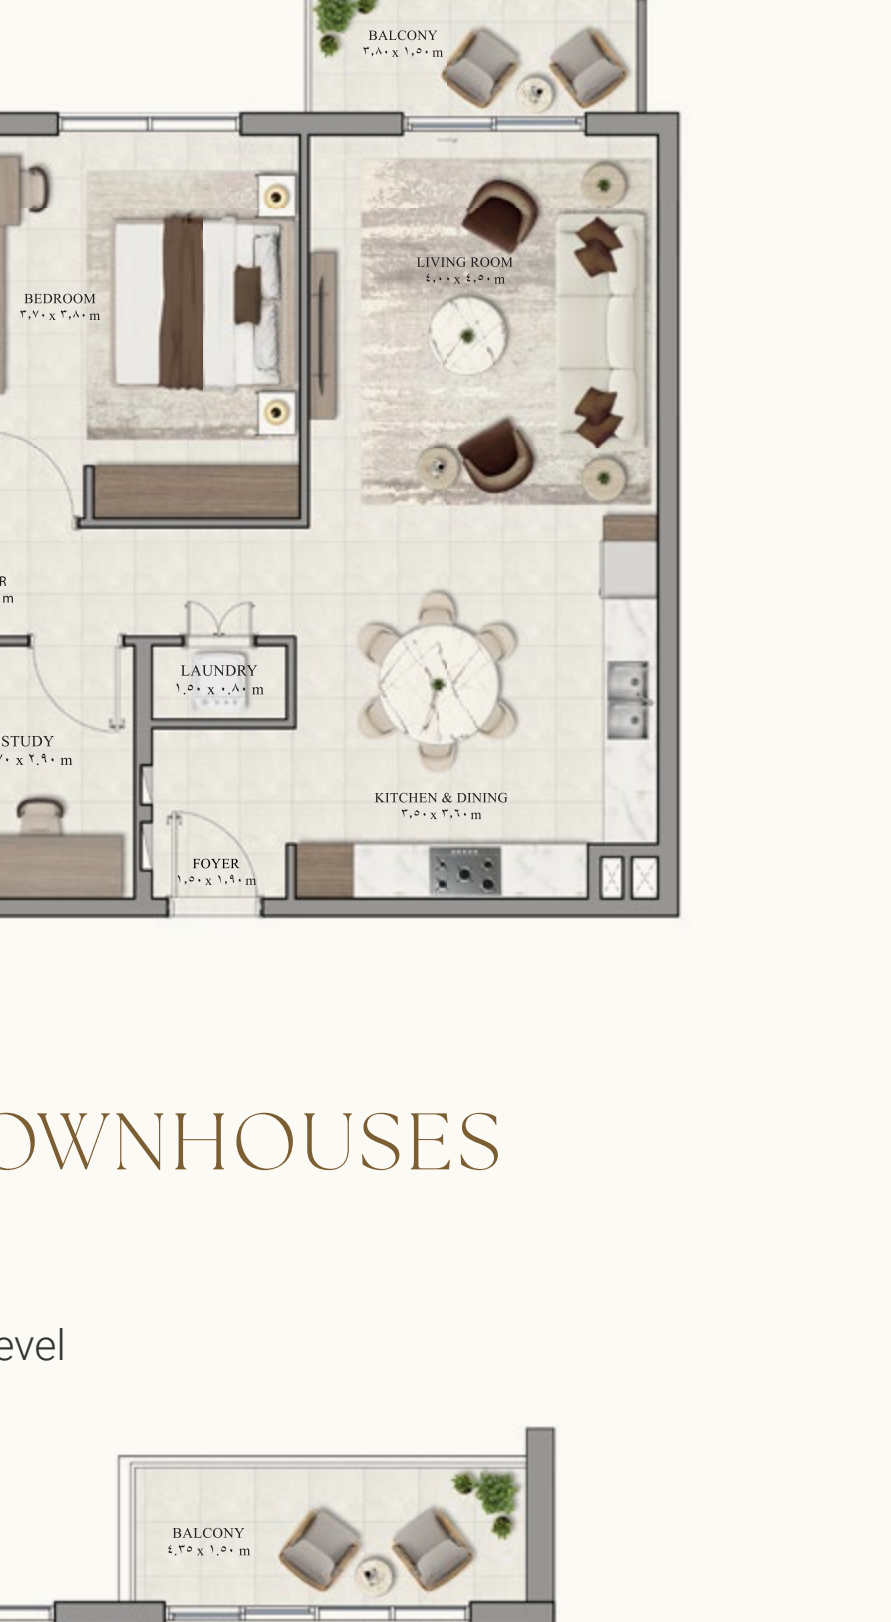 BALCONY
٣,٨٠ x ١,٥٠ m
LIVING ROOM
٤,٠٠ x ٤,٥٠ m
BEDROOM
٣,٧٠ x ٣,٨٠ m
R
m
LAUNDRY
١.٥٠ x ٠.٨٠ m
STUDY
٧٠ x ٢.٩٠ m
KITCHEN & DINING
٣,٥٠ x ٣,٦٠ m
FOYER
١,٥٠ x ١,٩٠ m
OWNHOUSES
evel
BALCONY
٤.٣٥ x ١.٥٠ m